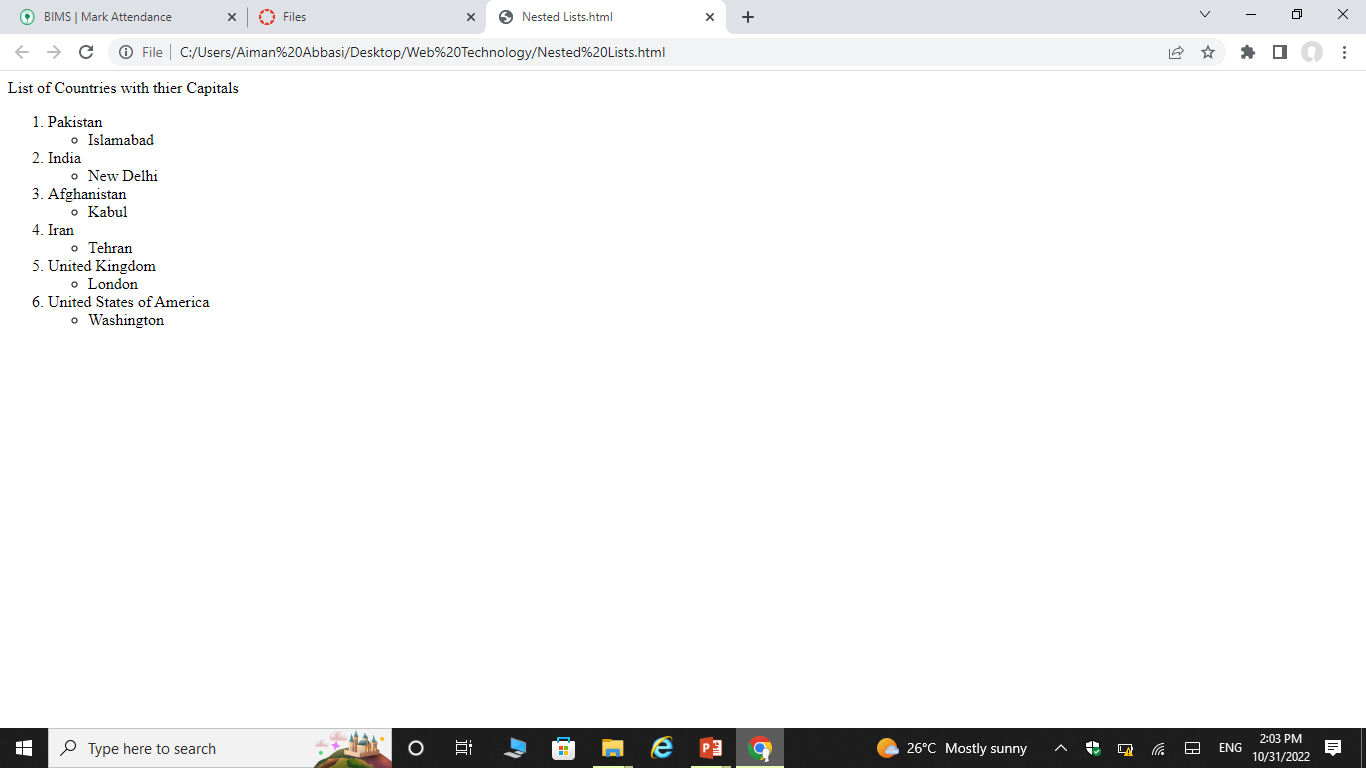 BIMS | Mark Attendance
Files
Nested Lists.html
File
C:/Users/Aiman%20Abbasi/Desktop/Web%20Technology/Nested%20Lists.html
List of Countries with thier Capitals
1. Pakistan
Islamabad
2. India
New Delhi
3. Afghanistan
Kabul
4. Iran
Tehran
5. United Kingdom
London
6. United States of America
Washington
Type here to search
26°C Mostly sunny
ENG
2:03 PM
10/31/2022